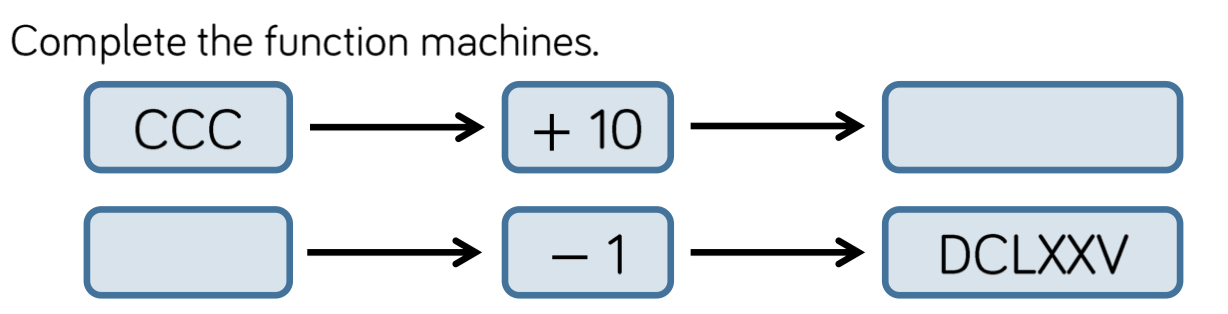 Complete the function machines.
CCC + 10
− 1 DCLXXV